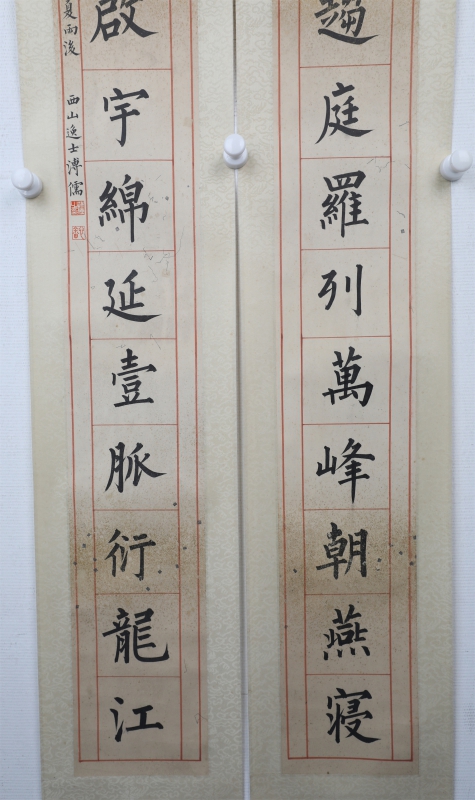 趨庭羅列萬峰朝燕寢
啟宇綿延壹脈衍龍江
夏雨後 西山逸士溥儒